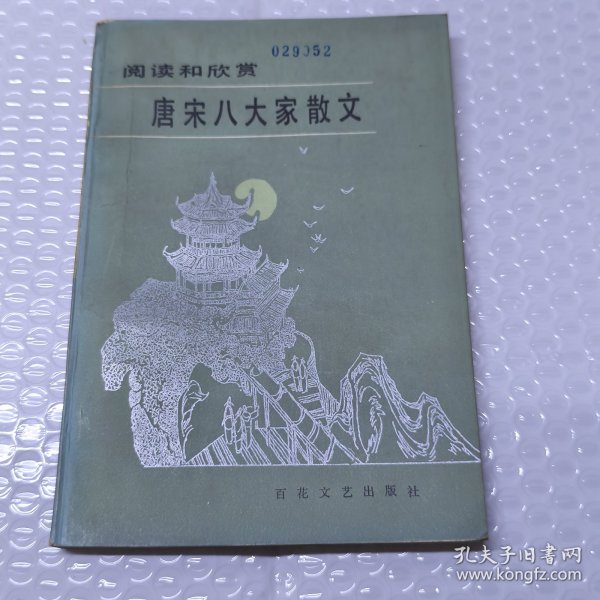 029052
阅读和欣赏
唐宋八大家散文
百花文艺出版社
孔夫子旧书网
www.kongfz.com